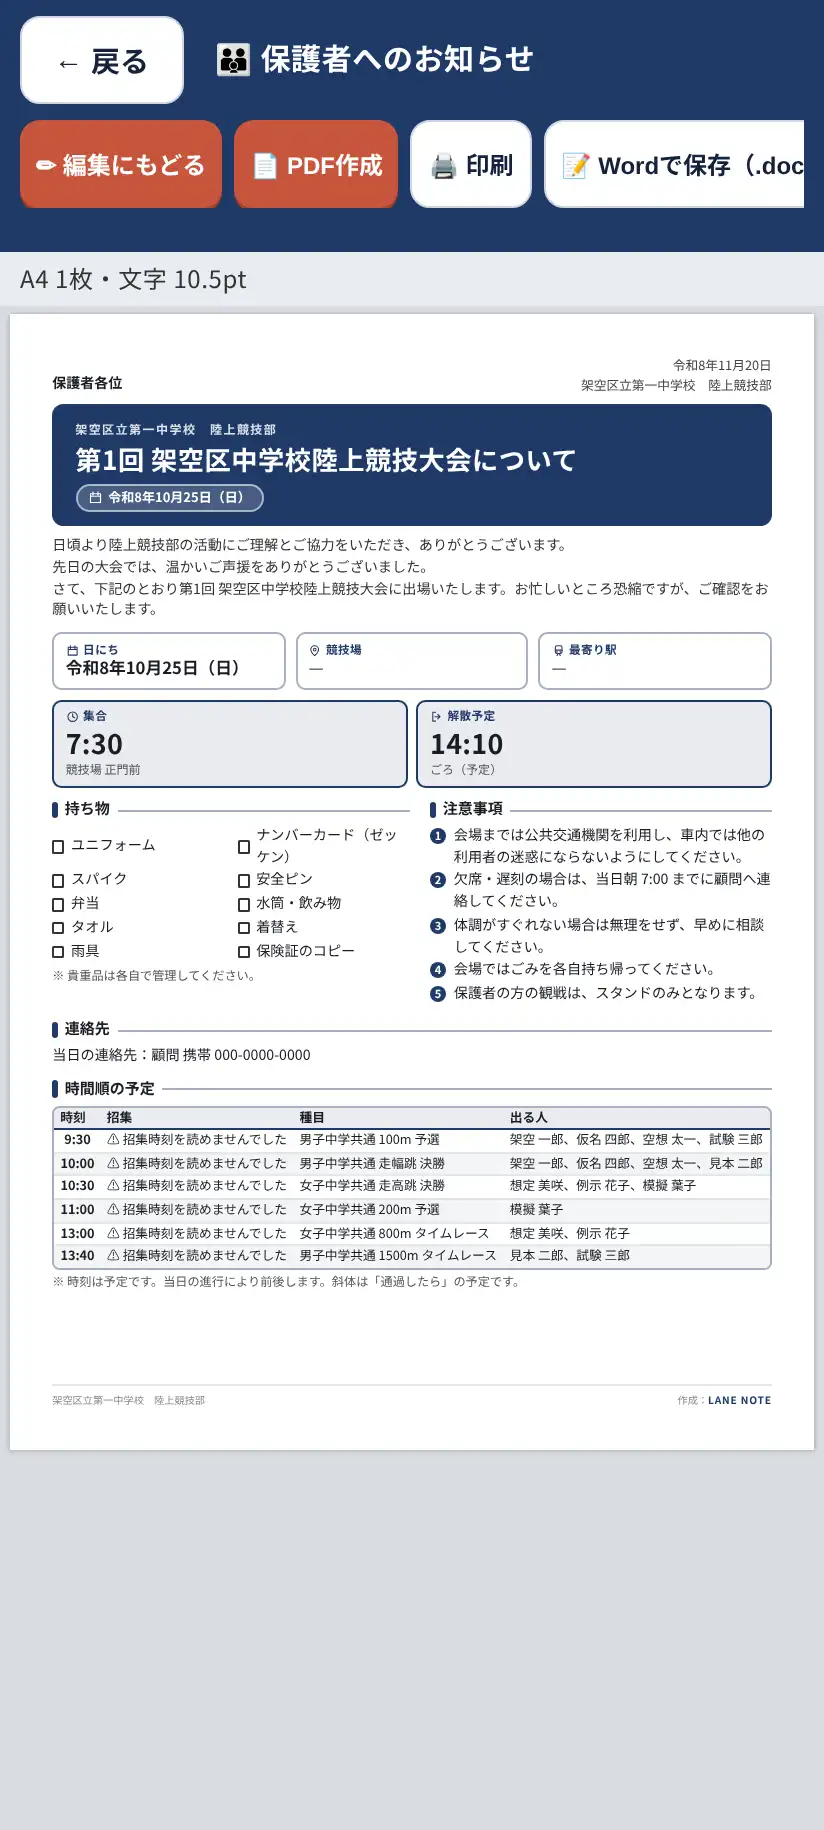 ← 戻る
👪 保護者へのお知らせ
✏ 編集にもどる
📄 PDF作成
🖨️ 印刷
📝 Wordで保存（.doc
A4 1枚・文字 10.5pt
令和8年11月20日
保護者各位
架空区立第一中学校　陸上競技部
架空区立第一中学校　陸上競技部
第1回 架空区中学校陸上競技大会について
令和8年10月25日（日）
日頃より陸上競技部の活動にご理解とご協力をいただき、ありがとうございます。
先日の大会では、温かいご声援をありがとうございました。
さて、下記のとおり第1回 架空区中学校陸上競技大会に出場いたします。お忙しいところ恐縮ですが、ご確認をお
願いいたします。
日にち
令和8年10月25日（日）
競技場
—
最寄り駅
—
集合
7:30
競技場 正門前
解散予定
14:10
ごろ（予定）
持ち物
ユニフォーム
ナンバーカード（ゼッ
ケン）
スパイク
安全ピン
弁当
水筒・飲み物
タオル
着替え
雨具
保険証のコピー
※ 貴重品は各自で管理してください。
注意事項
1 会場までは公共交通機関を利用し、車内では他の
利用者の迷惑にならないようにしてください。
2 欠席・遅刻の場合は、当日朝 7:00 までに顧問へ連
絡してください。
3 体調がすぐれない場合は無理をせず、早めに相談
してください。
4 会場ではごみを各自持ち帰ってください。
5 保護者の方の観戦は、スタンドのみとなります。
連絡先
当日の連絡先：顧問 携帯 000-0000-0000
時間順の予定
時刻 招集 種目 出る人
9:30 ⚠ 招集時刻を読めませんでした 男子中学共通 100m 予選 架空 一郎、仮名 四郎、空想 太一、試験 三郎
10:00 ⚠ 招集時刻を読めませんでした 男子中学共通 走幅跳 決勝 架空 一郎、仮名 四郎、空想 太一、見本 二郎
10:30 ⚠ 招集時刻を読めませんでした 女子中学共通 走高跳 決勝 想定 美咲、例示 花子、模擬 葉子
11:00 ⚠ 招集時刻を読めませんでした 女子中学共通 200m 予選 模擬 葉子
13:00 ⚠ 招集時刻を読めませんでした 女子中学共通 800m タイムレース 想定 美咲、例示 花子
13:40 ⚠ 招集時刻を読めませんでした 男子中学共通 1500m タイムレース 見本 二郎、試験 三郎
※ 時刻は予定です。当日の進行により前後します。斜体は「通過したら」の予定です。
架空区立第一中学校　陸上競技部
作成：LANE NOTE